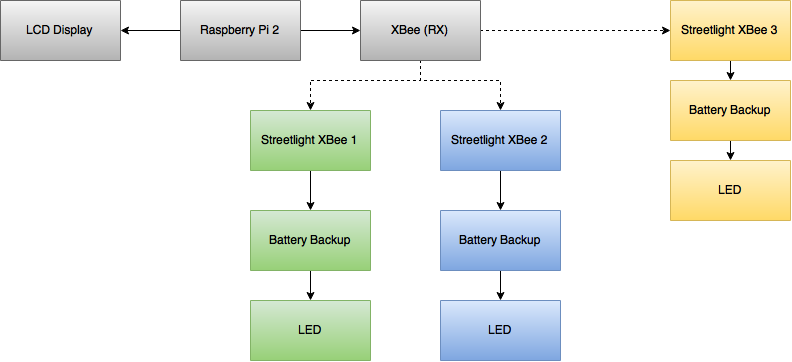 LCD Display
Raspberry Pi 2
XBee (RX)
Streetlight XBee 3
Battery Backup
LED
Streetlight XBee 1
Streetlight XBee 2
Battery Backup
Battery Backup
LED
LED